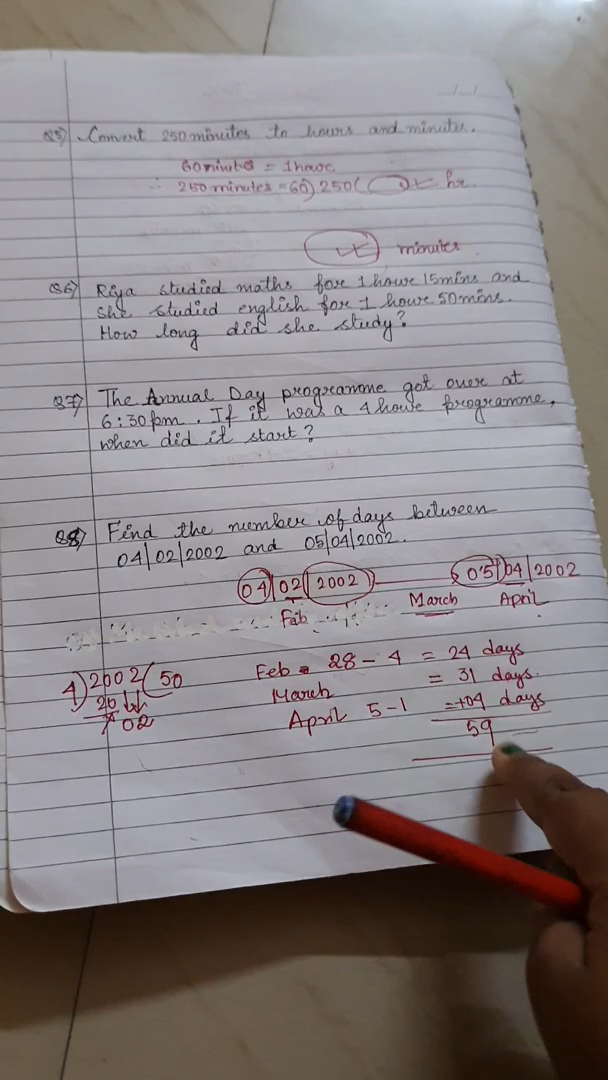 Q5) Convert 250 minutes to hours and minutes.
60 minutes = 1 hour
∴ 250 minutes = 60) 250 ( hr
minutes
Q6) Riya studied maths for 1 hour 15 mins and
she studied english for 1 hour 50 mins.
How long did she study?
Q7) The Annual Day programme got over at
6:30 pm. If it was a 4 hour programme,
when did it start?
Q8) Find the number of days between
04/02/2002 and 05/04/2002.
04/02/2002 05/04/2002
Feb March April
4) 2002 ( 50
20
02
Feb 28 - 4 = 24 days
March = 31 days.
April 5-1 = +04 days
59